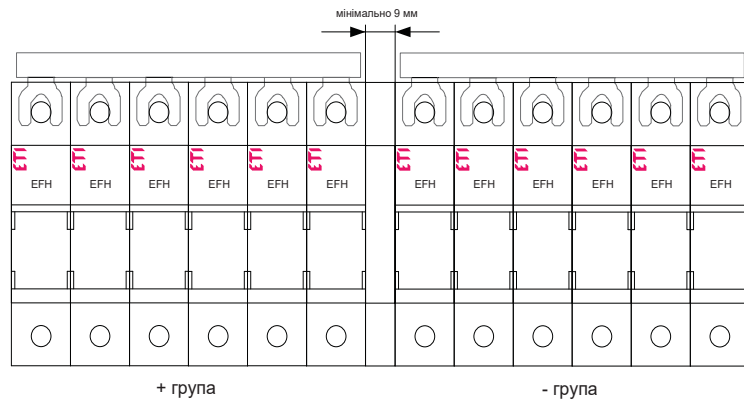 мінімально 9 мм
ETI ETI ETI ETI ETI ETI ETI ETI ETI ETI ETI ETI
EFH EFH EFH EFH EFH EFH EFH EFH EFH EFH EFH EFH
+ група - група